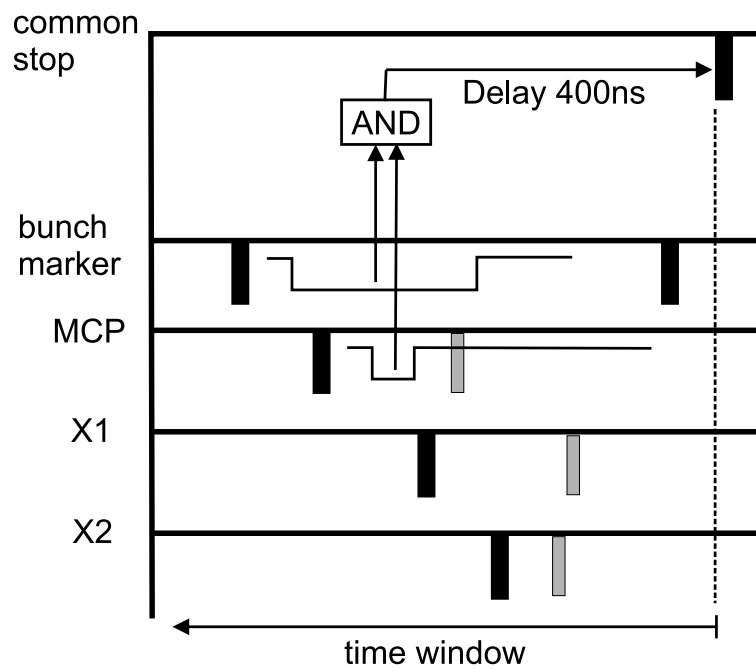 common
stop
Delay 400ns
AND
bunch
marker
MCP
X1
X2
time window